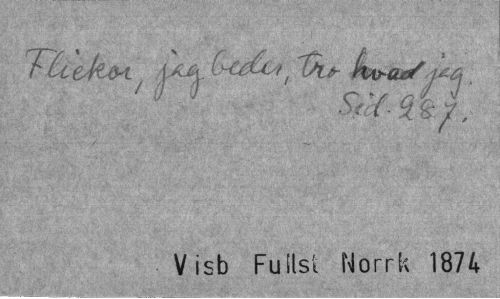 Flickor, jag beder, tro hvad jag.
Sid. 287.
Visb Fullst Norrk 1874